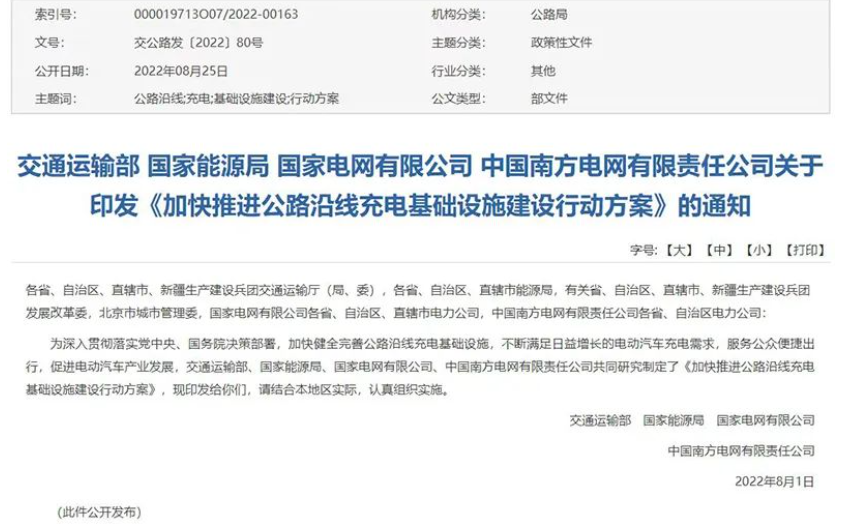 索引号： 000019713O07/2022-00163 机构分类： 公路局
文号： 交公路发〔2022〕80号 主题分类： 政策性文件
公开日期： 2022年08月25日 行业分类： 其他
主题词： 公路沿线;充电;基础设施建设;行动方案 公文类型： 部文件
交通运输部 国家能源局 国家电网有限公司 中国南方电网有限责任公司关于
印发《加快推进公路沿线充电基础设施建设行动方案》的通知
字号:【大】【中】【小】【打印】
各省、自治区、直辖市、新疆生产建设兵团交通运输厅（局、委），各省、自治区、直辖市能源局，有关省、自治区、直辖市、新疆生产建设兵团
发展改革委，北京市城市管理委，国家电网有限公司各省、自治区、直辖市电力公司，中国南方电网有限责任公司各省、自治区电力公司：
为深入贯彻落实党中央、国务院决策部署，加快健全完善公路沿线充电基础设施，不断满足日益增长的电动汽车充电需求，服务公众便捷出
行，促进电动汽车产业发展，交通运输部、国家能源局、国家电网有限公司、中国南方电网有限责任公司共同研究制定了《加快推进公路沿线充电
基础设施建设行动方案》，现印发给你们，请结合本地区实际，认真组织实施。
交通运输部 国家能源局 国家电网有限公司
中国南方电网有限责任公司
2022年8月1日
（此件公开发布）